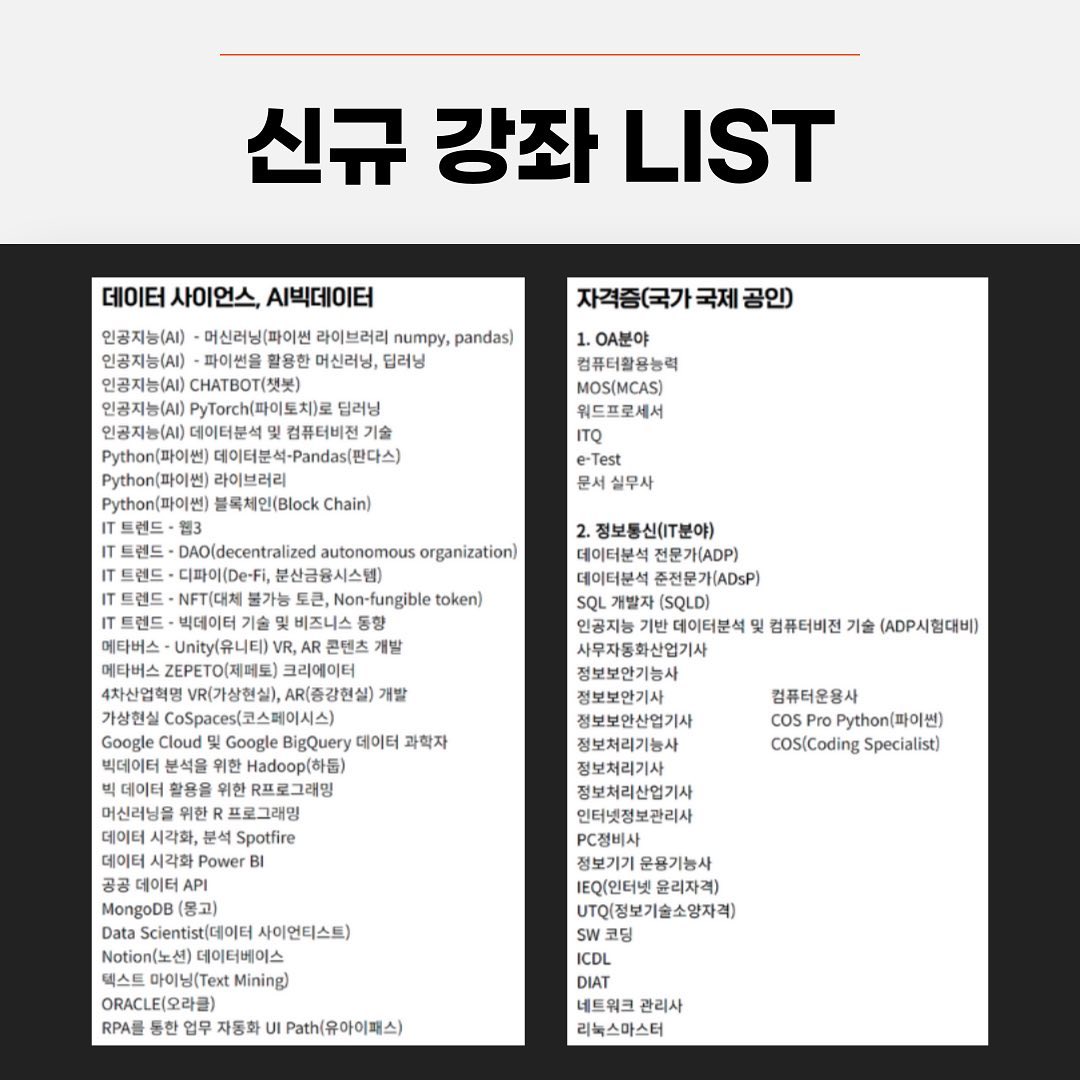 신규 강좌 LIST
데이터 사이언스, AI빅데이터
인공지능(AI) - 머신러닝(파이썬 라이브러리 numpy, pandas)
인공지능(AI) - 파이썬을 활용한 머신러닝, 딥러닝
인공지능(AI) CHATBOT(챗봇)
인공지능(AI) PyTorch(파이토치)로 딥러닝
인공지능(AI) 데이터분석 및 컴퓨터비전 기술
Python(파이썬) 데이터분석-Pandas(판다스)
Python(파이썬) 라이브러리
Python(파이썬) 블록체인(Block Chain)
IT 트렌드 - 웹3
IT 트렌드 - DAO(decentralized autonomous organization)
IT 트렌드 - 디파이(De-Fi, 분산금융시스템)
IT 트렌드 - NFT(대체 불가능 토큰, Non-fungible token)
IT 트렌드 - 빅데이터 기술 및 비즈니스 동향
메타버스 - Unity(유니티) VR, AR 콘텐츠 개발
메타버스 ZEPETO(제페토) 크리에이터
4차산업혁명 VR(가상현실), AR(증강현실) 개발
가상현실 CoSpaces(코스페이시스)
Google Cloud 및 Google BigQuery 데이터 과학자
빅데이터 분석을 위한 Hadoop(하둡)
빅 데이터 활용을 위한 R프로그래밍
머신러닝을 위한 R 프로그래밍
데이터 시각화, 분석 Spotfire
데이터 시각화 Power BI
공공 데이터 API
MongoDB (몽고)
Data Scientist(데이터 사이언티스트)
Notion(노션) 데이터베이스
텍스트 마이닝(Text Mining)
ORACLE(오라클)
RPA를 통한 업무 자동화 UI Path(유아이패스)
자격증(국가 국제 공인)
1. OA분야
컴퓨터활용능력
MOS(MCAS)
워드프로세서
ITQ
e-Test
문서 실무사
2. 정보통신(IT분야)
데이터분석 전문가(ADP)
데이터분석 준전문가(ADsP)
SQL 개발자 (SQLD)
인공지능 기반 데이터분석 및 컴퓨터비전 기술 (ADP시험대비)
사무자동화산업기사
정보보안기능사
정보보안기사
정보보안산업기사
정보처리기능사
정보처리기사
정보처리산업기사
인터넷정보관리사
PC정비사
정보기기 운용기능사
IEQ(인터넷 윤리자격)
UTQ(정보기술소양자격)
SW 코딩
ICDL
DIAT
네트워크 관리사
리눅스마스터
컴퓨터운용사
COS Pro Python(파이썬)
COS(Coding Specialist)